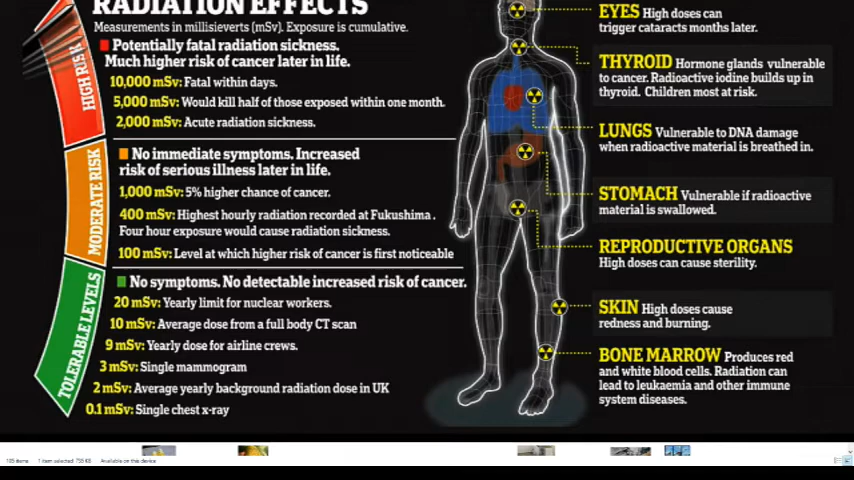 RADIATION EFFECTS
Measurements in millisieverts (mSv). Exposure is cumulative.
HIGH RISK
Potentially fatal radiation sickness.
Much higher risk of cancer later in life.
10,000 mSv: Fatal within days.
5,000 mSv: Would kill half of those exposed within one month.
2,000 mSv: Acute radiation sickness.
MODERATE RISK
No immediate symptoms. Increased
risk of serious illness later in life.
1,000 mSv: 5% higher chance of cancer.
400 mSv: Highest hourly radiation recorded at Fukushima.
Four hour exposure would cause radiation sickness.
100 mSv: Level at which higher risk of cancer is first noticeable
TOLERABLE LEVELS
No symptoms. No detectable increased risk of cancer.
20 mSv: Yearly limit for nuclear workers.
10 mSv: Average dose from a full body CT scan
9 mSv: Yearly dose for airline crews.
3 mSv: Single mammogram
2 mSv: Average yearly background radiation dose in UK
0.1 mSv: Single chest x-ray
EYES High doses can
trigger cataracts months later.
THYROID Hormone glands vulnerable
to cancer. Radioactive iodine builds up in
thyroid. Children most at risk.
LUNGS Vulnerable to DNA damage
when radioactive material is breathed in.
STOMACH Vulnerable if radioactive
material is swallowed.
REPRODUCTIVE ORGANS
High doses can cause sterility.
SKIN High doses cause
redness and burning.
BONE MARROW Produces red
and white blood cells. Radiation can
lead to leukaemia and other immune
system diseases.
1 item selected Available on this device